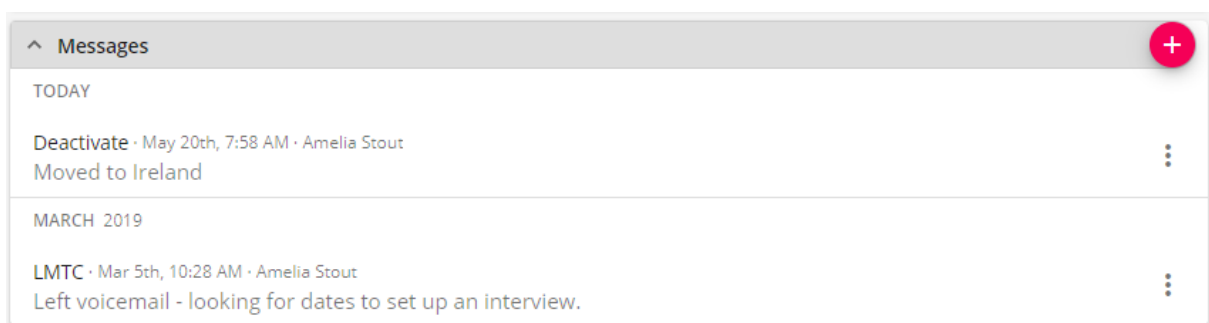 Messages
TODAY
Deactivate · May 20th, 7:58 AM · Amelia Stout
Moved to Ireland
MARCH 2019
LMTC · Mar 5th, 10:28 AM · Amelia Stout
Left voicemail - looking for dates to set up an interview.